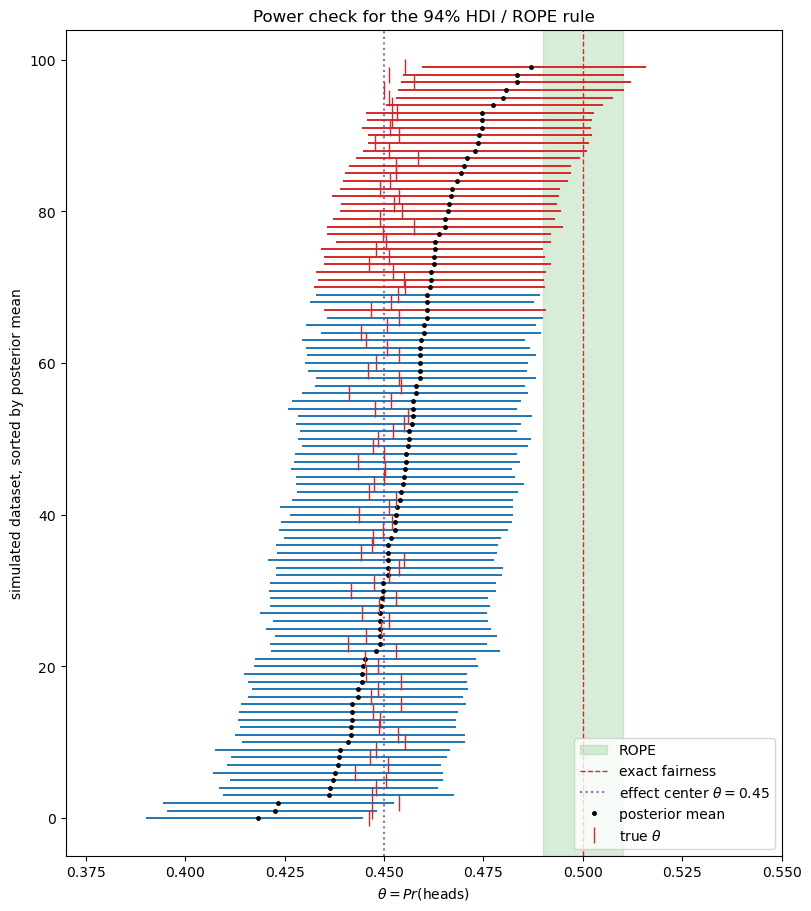 Power check for the 94% HDI / ROPE rule
simulated dataset, sorted by posterior mean
100
80
60
40
20
0
ROPE
exact fairness
effect center θ = 0.45
posterior mean
true θ
0.375 0.400 0.425 0.450 0.475 0.500 0.525 0.550
θ = Pr(heads)